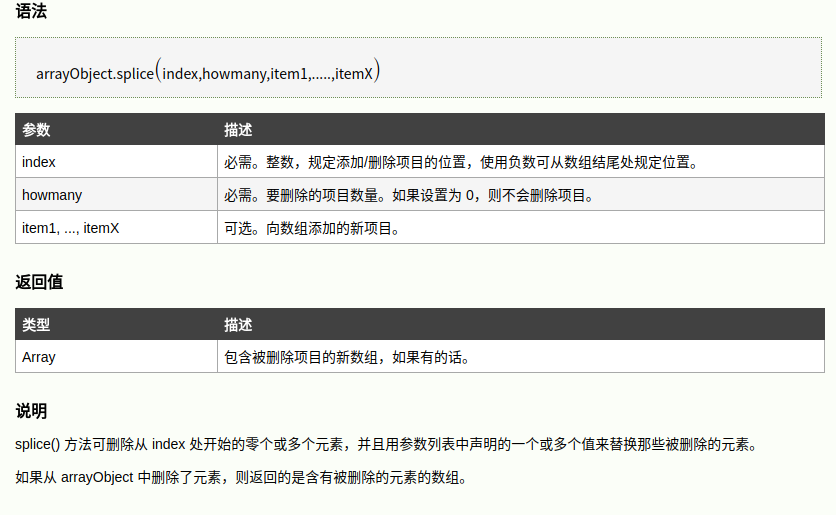 语法
arrayObject.splice(index,howmany,item1,.....,itemX)
参数 描述
index 必需。整数，规定添加/删除项目的位置，使用负数可从数组结尾处规定位置。
howmany 必需。要删除的项目数量。如果设置为 0，则不会删除项目。
item1, ..., itemX 可选。向数组添加的新项目。
返回值
类型 描述
Array 包含被删除项目的新数组，如果有的话。
说明
splice() 方法可删除从 index 处开始的零个或多个元素，并且用参数列表中声明的一个或多个值来替换那些被删除的元素。
如果从 arrayObject 中删除了元素，则返回的是含有被删除的元素的数组。